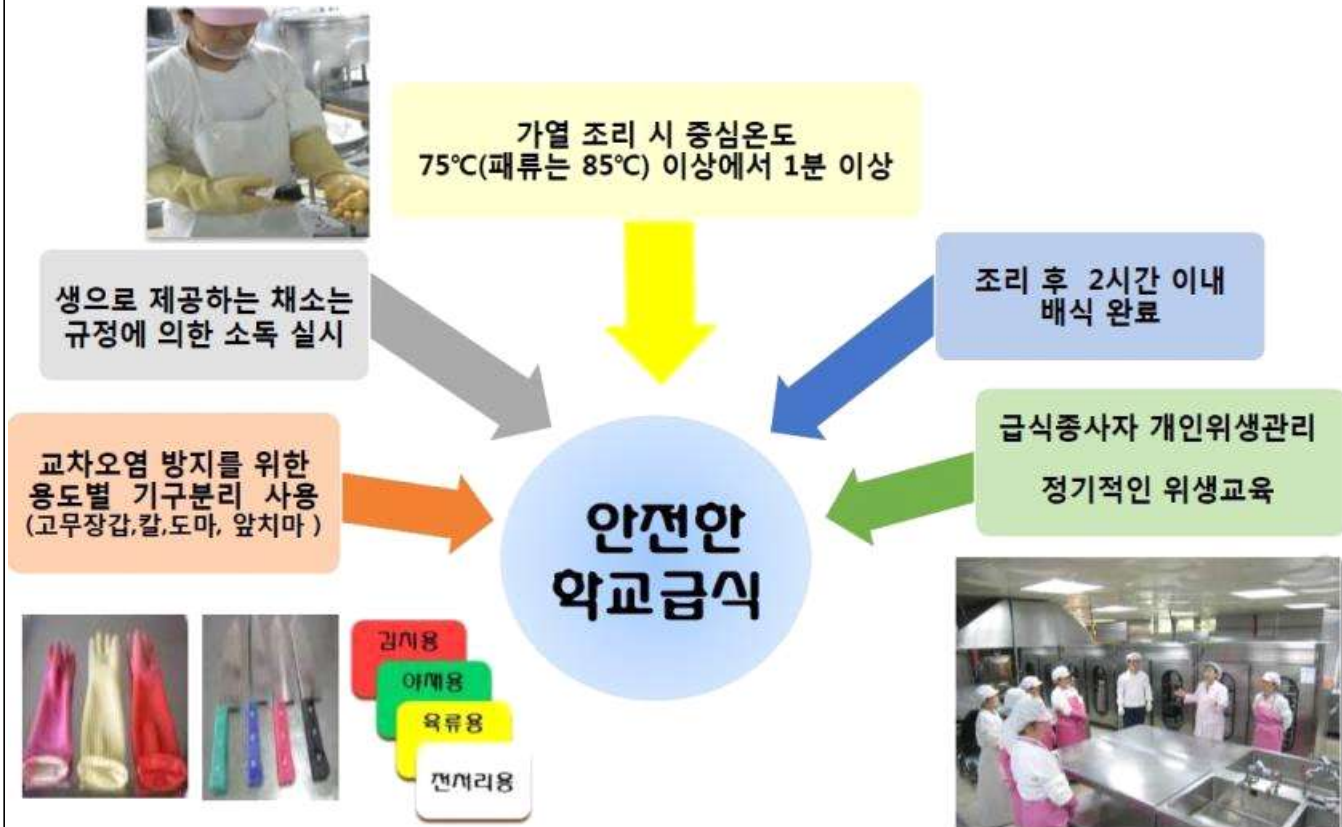 가열 조리 시 중심온도
75℃(패류는 85℃) 이상에서 1분 이상
생으로 제공하는 채소는
규정에 의한 소독 실시
조리 후 2시간 이내
배식 완료
교차오염 방지를 위한
용도별 기구분리 사용
(고무장갑,칼,도마, 앞치마 )
급식종사자 개인위생관리
정기적인 위생교육
안전한
학교급식
김치용
야채용
육류용
전처리용